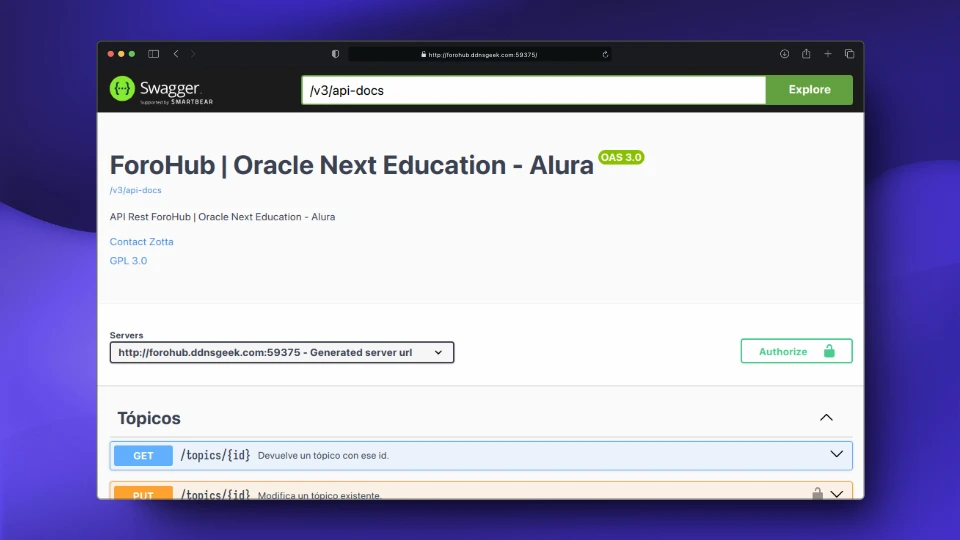 http://forohub.ddnsgeek.com:59375/
Swagger
Supported by SMARTBEAR
/v3/api-docs
Explore
ForoHub | Oracle Next Education - Alura
OAS 3.0
/v3/api-docs
API Rest ForoHub | Oracle Next Education - Alura
Contact Zotta
GPL 3.0
Servers
http://forohub.ddnsgeek.com:59375 - Generated server url
Authorize
Tópicos
GET /topics/{id} Devuelve un tópico con ese id.
PUT /topics/{id} Modifica un tópico existente.